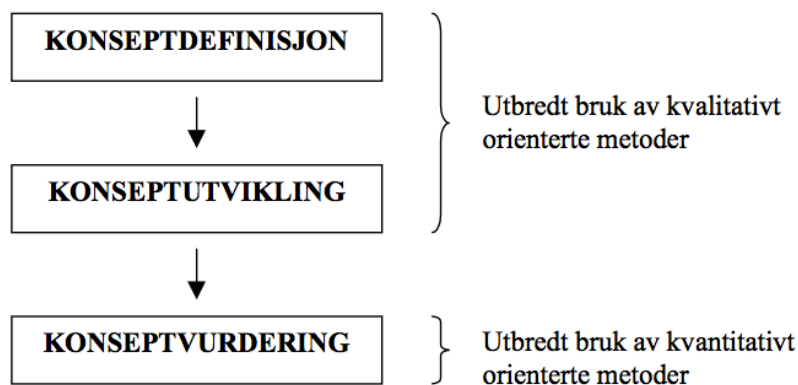 KONSEPTDEFINISJON
Utbredt bruk av kvalitativt
orienterte metoder
KONSEPTUTVIKLING
KONSEPTVURDERING
Utbredt bruk av kvantitativt
orienterte metoder